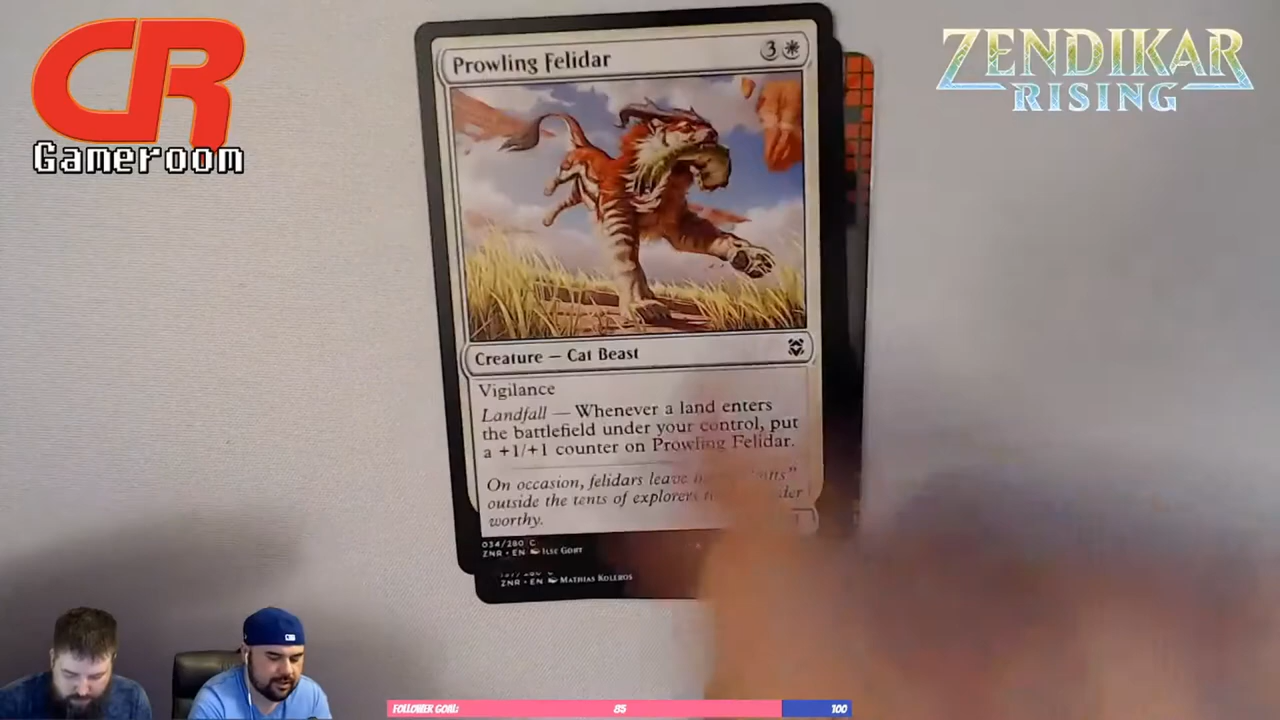 CR
Gameroom
ZENDIKAR
RISING
Prowling Felidar
3
Creature — Cat Beast
Vigilance
Landfall — Whenever a land enters
the battlefield under your control, put
a +1/+1 counter on Prowling Felidar.
On occasion, felidars leave
outside the tents of explorers
worthy.
034/280 C
ZNR • EN Ilse Gort
ZNR • EN Mathias Kollros
FOLLOWER GOAL:
85
100